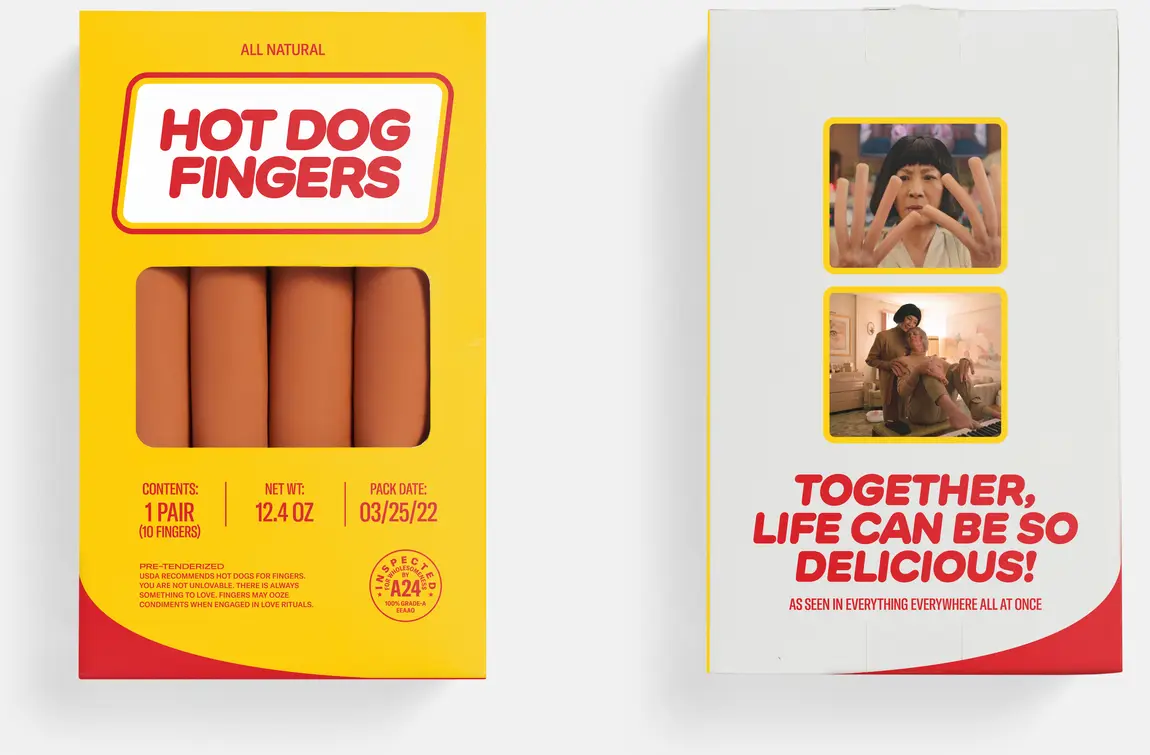 ALL NATURAL
HOT DOG
FINGERS
CONTENTS:
1 PAIR
(10 FINGERS)
NET WT:
12.4 OZ
PACK DATE:
03/25/22
PRE-TENDERIZED
USDA RECOMMENDS HOT DOGS FOR FINGERS.
YOU ARE NOT UNLOVABLE. THERE IS ALWAYS
SOMETHING TO LOVE. FINGERS MAY OOZE
CONDIMENTS WHEN ENGAGED IN LOVE RITUALS.
INSPECTED
FOR WHOLESOMENESS
BY
A24
100% GRADE-A
EEAAO
TOGETHER,
LIFE CAN BE SO
DELICIOUS!
AS SEEN IN EVERYTHING EVERYWHERE ALL AT ONCE